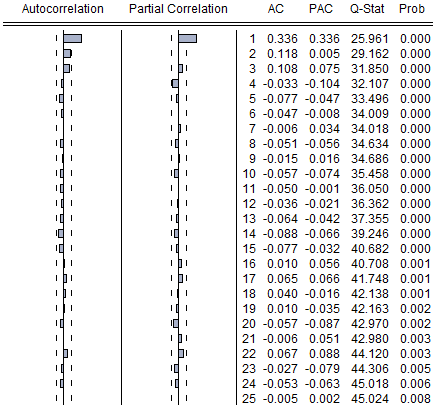 Autocorrelation Partial Correlation AC PAC Q-Stat Prob
1 0.336 0.336 25.961 0.000
2 0.118 0.005 29.162 0.000
3 0.108 0.075 31.850 0.000
4 -0.033 -0.104 32.107 0.000
5 -0.077 -0.047 33.496 0.000
6 -0.047 -0.008 34.009 0.000
7 -0.006 0.034 34.018 0.000
8 -0.051 -0.056 34.634 0.000
9 -0.015 0.016 34.686 0.000
10 -0.057 -0.074 35.458 0.000
11 -0.050 -0.001 36.050 0.000
12 -0.036 -0.021 36.362 0.000
13 -0.064 -0.042 37.355 0.000
14 -0.088 -0.066 39.246 0.000
15 -0.077 -0.032 40.682 0.000
16 0.010 0.056 40.708 0.001
17 0.065 0.066 41.748 0.001
18 0.040 -0.016 42.138 0.001
19 0.010 -0.035 42.163 0.002
20 -0.057 -0.087 42.970 0.002
21 -0.006 0.051 42.980 0.003
22 0.067 0.088 44.120 0.003
23 -0.027 -0.079 44.306 0.005
24 -0.053 -0.063 45.018 0.006
25 -0.005 0.002 45.024 0.008